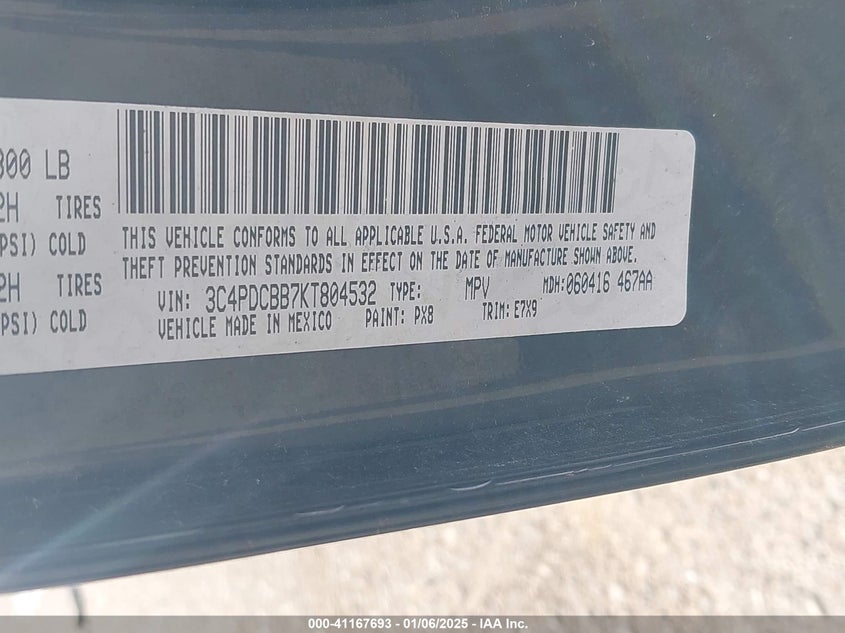 800 LB
2H TIRES
PSI) COLD
2H TIRES
PSI) COLD
THIS VEHICLE CONFORMS TO ALL APPLICABLE U.S.A. FEDERAL MOTOR VEHICLE SAFETY AND
THEFT PREVENTION STANDARDS IN EFFECT ON THE DATE OF MANUFACTURE SHOWN ABOVE.
VIN: 3C4PDCBB7KT804532 TYPE: MPV MDH:060416 467AA
VEHICLE MADE IN MEXICO PAINT: PX8 TRIM: E7X9
000-41167693 - 01/06/2025 - IAA Inc.